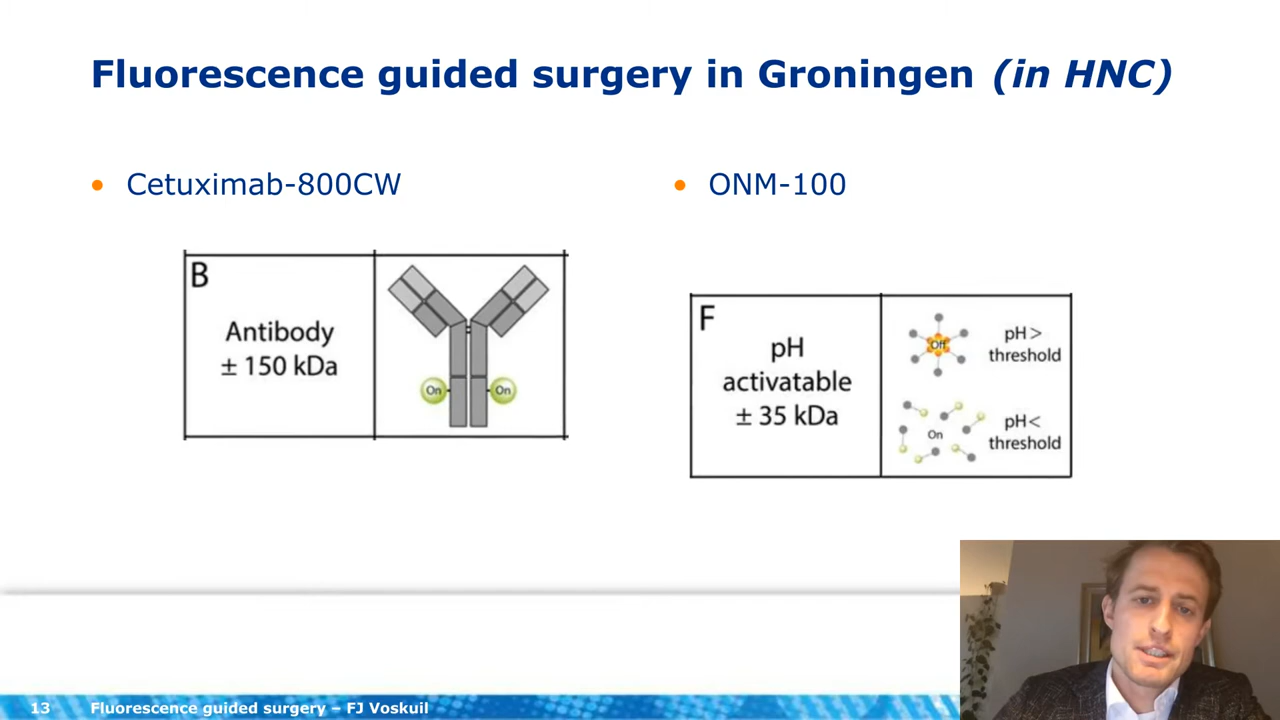 Fluorescence guided surgery in Groningen (in HNC)
• Cetuximab-800CW
B
Antibody
± 150 kDa
On
On
• ONM-100
F
pH
activatable
± 35 kDa
Off
pH >
threshold
On
pH<
threshold
13 Fluorescence guided surgery – FJ Voskuil